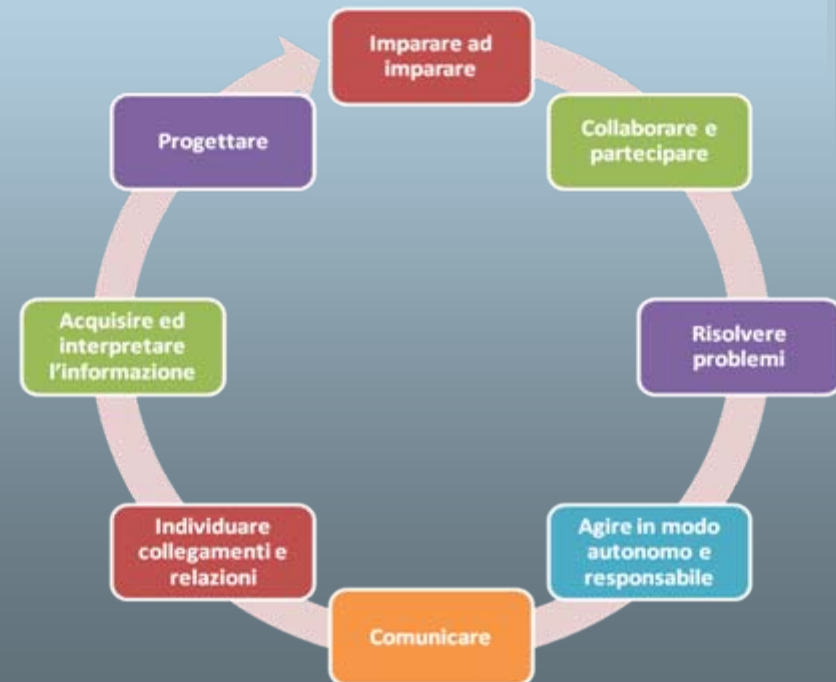 Imparare ad
imparare
Collaborare e
partecipare
Risolvere
problemi
Agire in modo
autonomo e
responsabile
Comunicare
Individuare
collegamenti e
relazioni
Acquisire ed
interpretare
l'informazione
Progettare